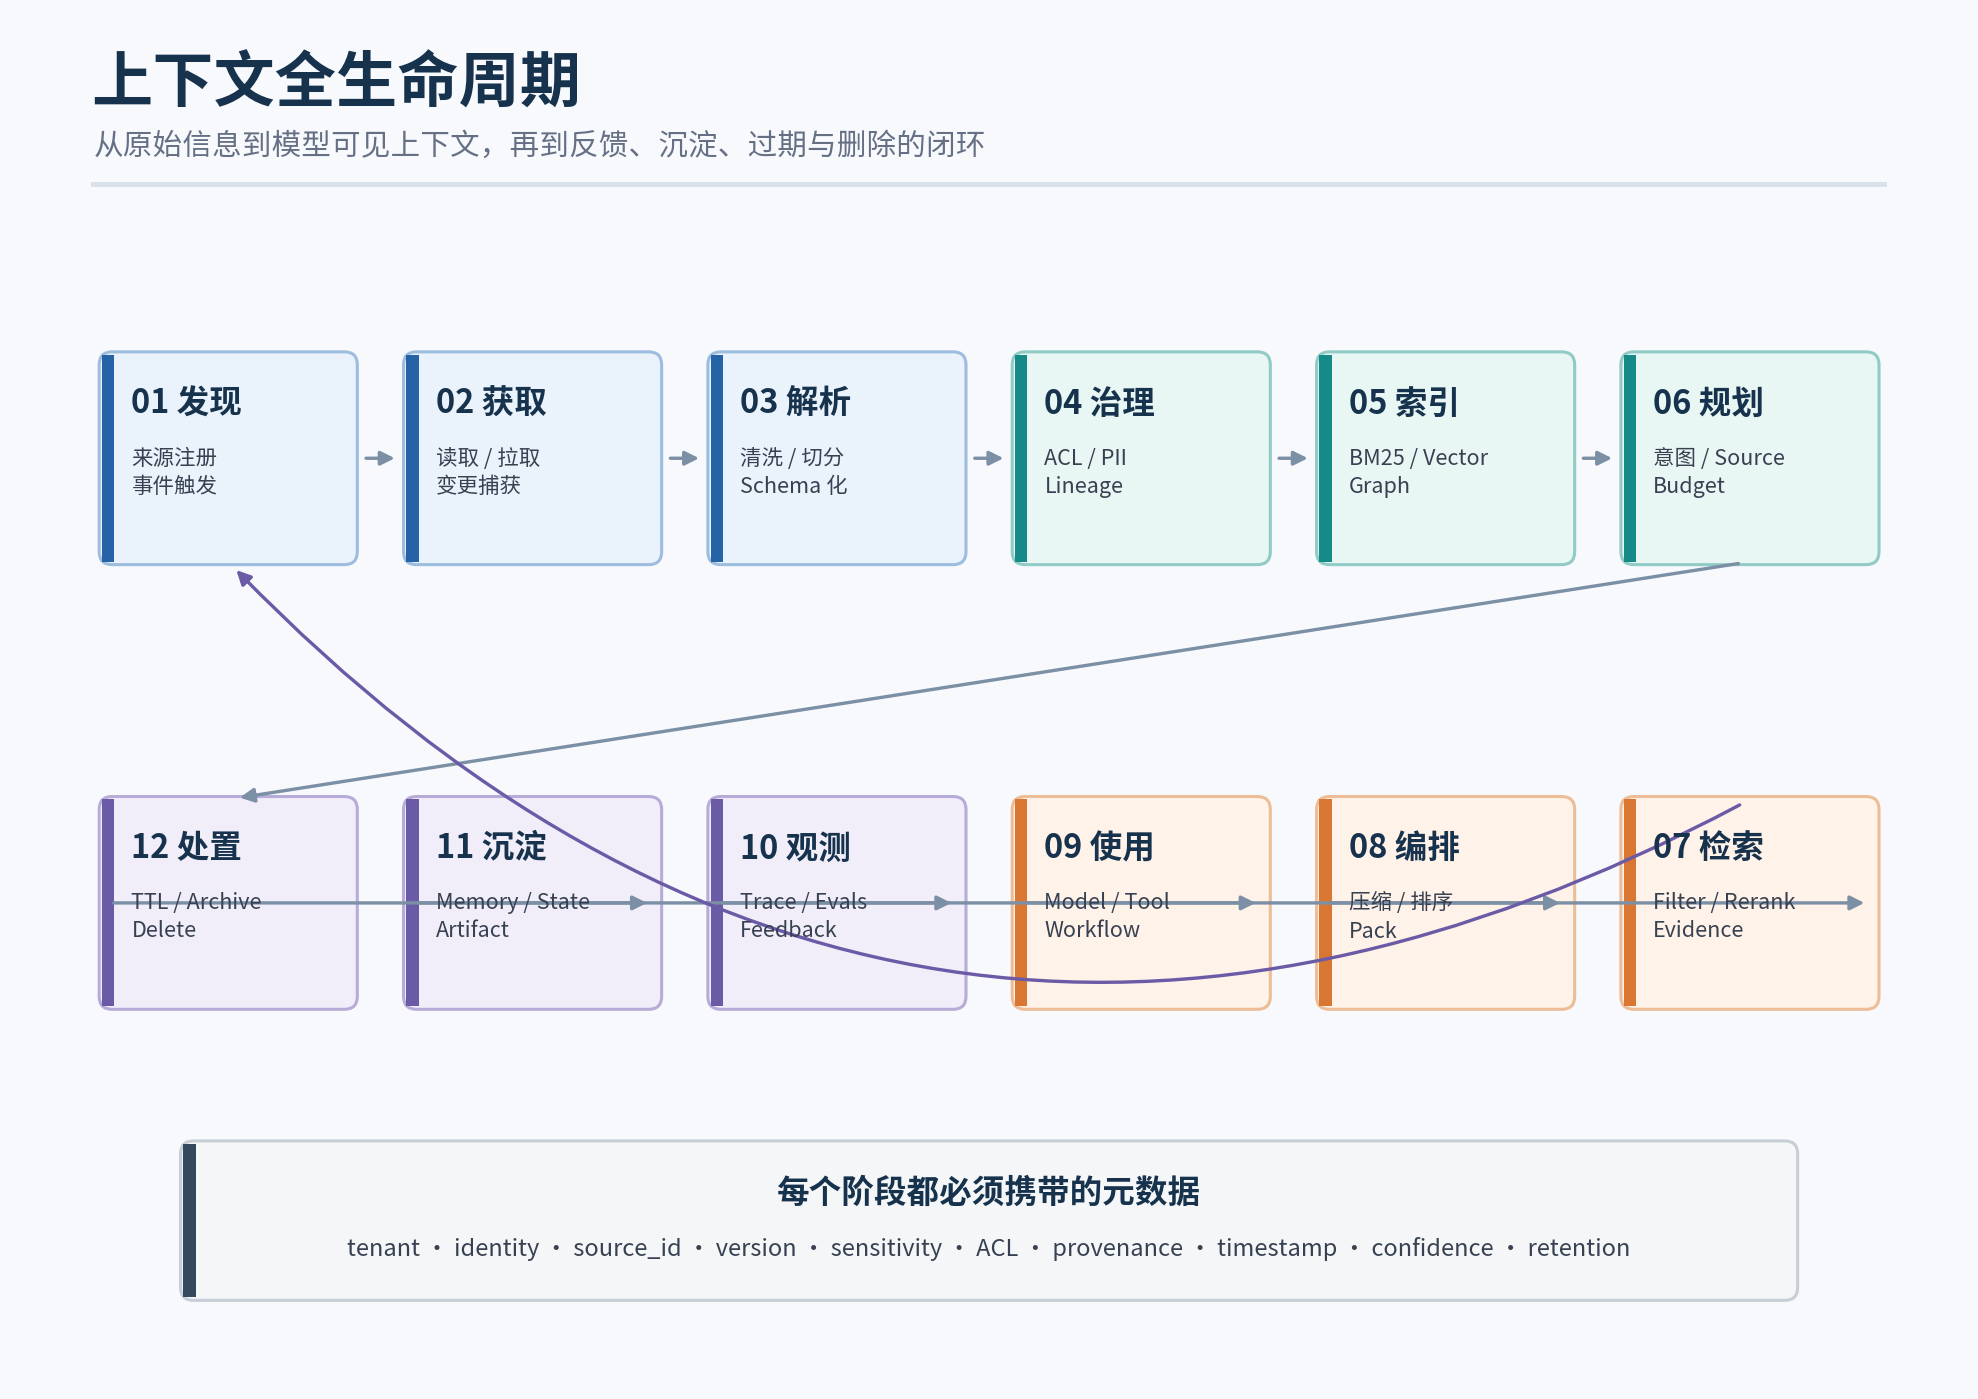 上下文全生命周期
从原始信息到模型可见上下文，再到反馈、沉淀、过期与删除的闭环
01 发现
来源注册
事件触发
02 获取
读取 / 拉取
变更捕获
03 解析
清洗 / 切分
Schema 化
04 治理
ACL / PII
Lineage
05 索引
BM25 / Vector
Graph
06 规划
意图 / Source
Budget
12 处置
TTL / Archive
Delete
11 沉淀
Memory / State
Artifact
10 观测
Trace / Evals
Feedback
09 使用
Model / Tool
Workflow
08 编排
压缩 / 排序
Pack
07 检索
Filter / Rerank
Evidence
每个阶段都必须携带的元数据
tenant • identity • source_id • version • sensitivity • ACL • provenance • timestamp • confidence • retention